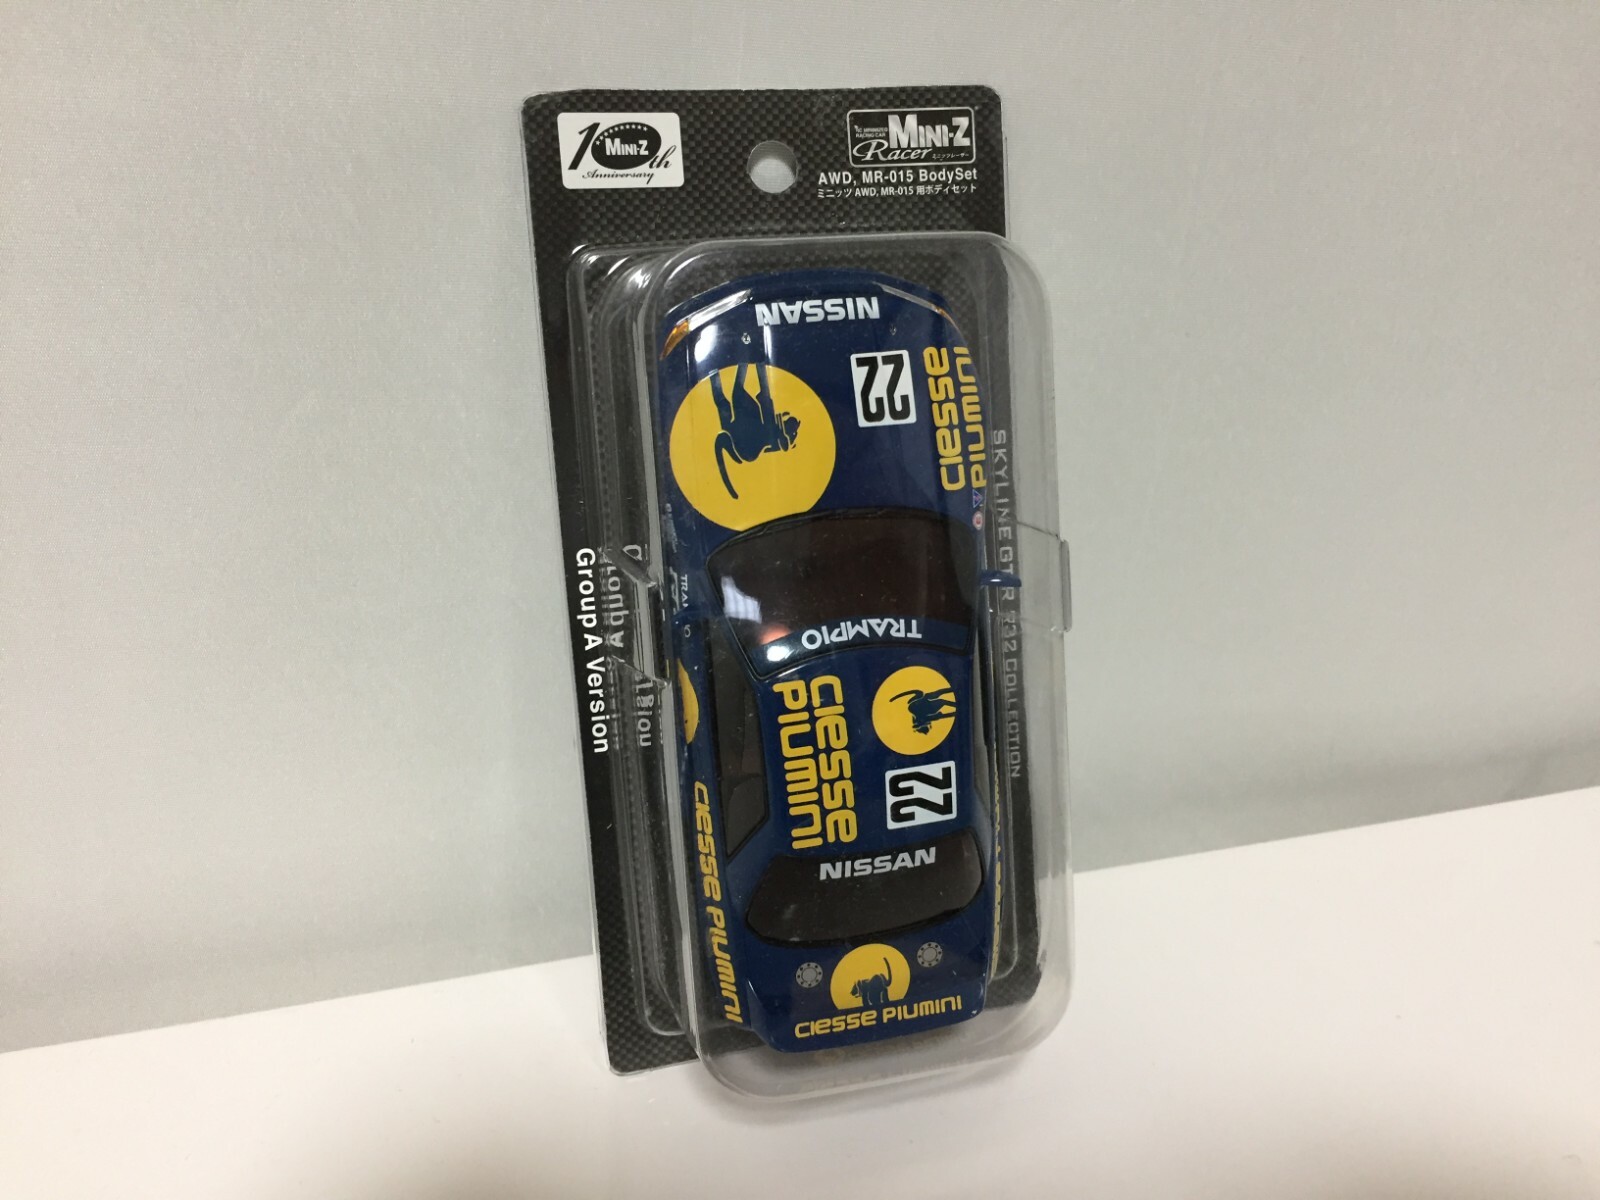 10th
MINI-Z
Anniversary
MINI-Z
Racer ミニッツレーサー
AWD, MR-015 BodySet
ミニッツ AWD, MR-015 用ボディセット
NISSAN
22
ciesse
piumini
SKYLINE GT-R R32 COLLECTION
TRAMPIO
ciesse
piumini
22
NISSAN
ciesse piumini
ciesse piumini
Group A Version